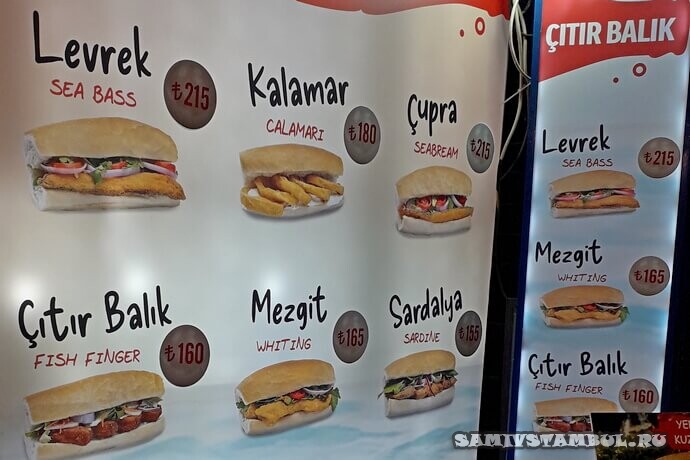 Levrek
SEA BASS
₺215
Kalamar
CALAMARI
₺180
Çupra
SEABREAM
₺215
Çıtır Balık
FISH FINGER
₺160
Mezgit
WHITING
₺165
Sardalya
SARDINE
₺155
ÇITIR BALIK
Levrek
SEA BASS
₺215
Mezgit
WHITING
₺165
Çıtır Balık
FISH FINGER
₺160
SAMIVSTAMBUL.RU